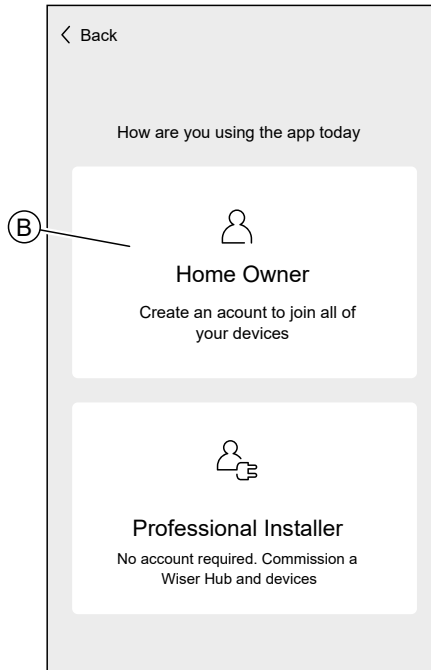 Back
How are you using the app today
B
Home Owner
Create an acount to join all of
your devices
Professional Installer
No account required. Commission a
Wiser Hub and devices